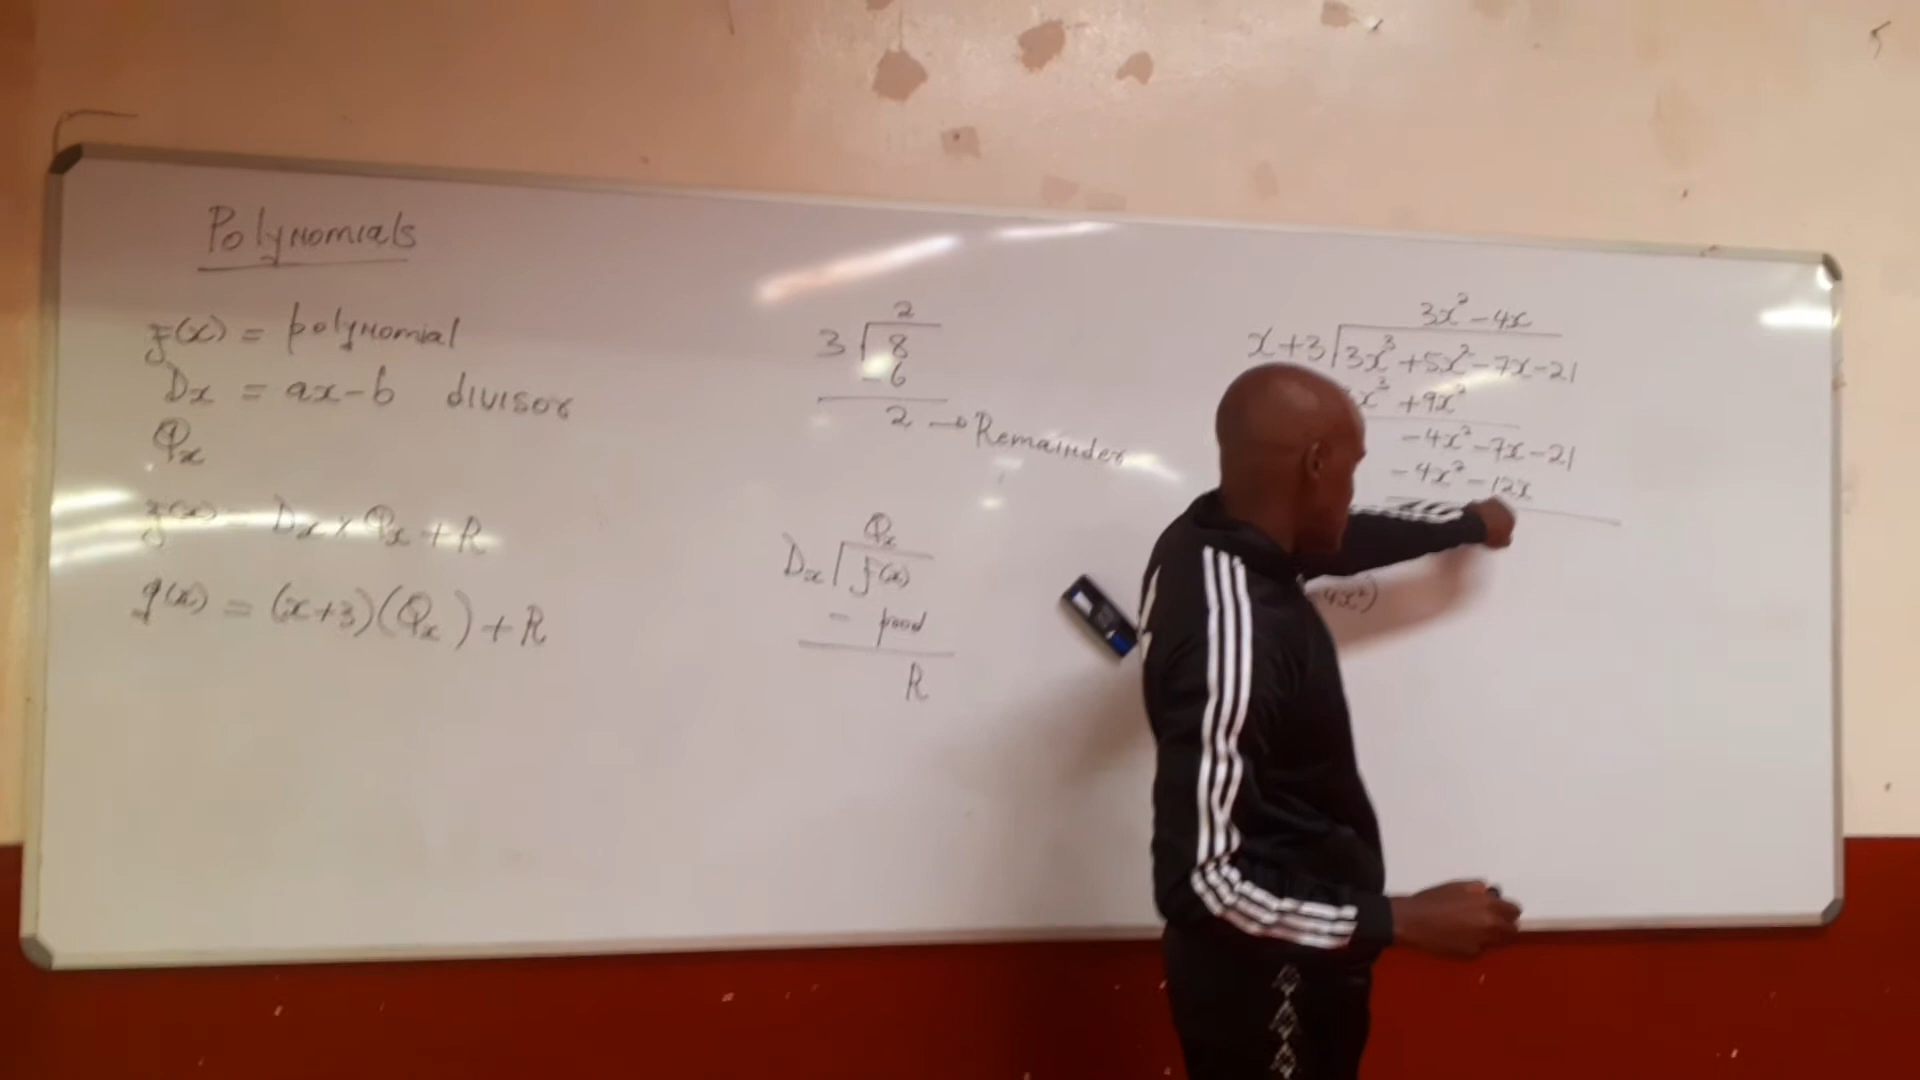 Polynomials
f(x) = polynomial
Dx = ax-b divisor
Qx
f(x) = Dx × Qx + R
f(x) = (x+3)(Qx) + R
2
3 8
-6
2 → Remainder
Qx
Dx f(x)
- prod
R
3x² - 4x
x+3 3x³ +5x² -7x -21
x³ +9x²
-4x² -7x -21
-4x² -12x
4x²)